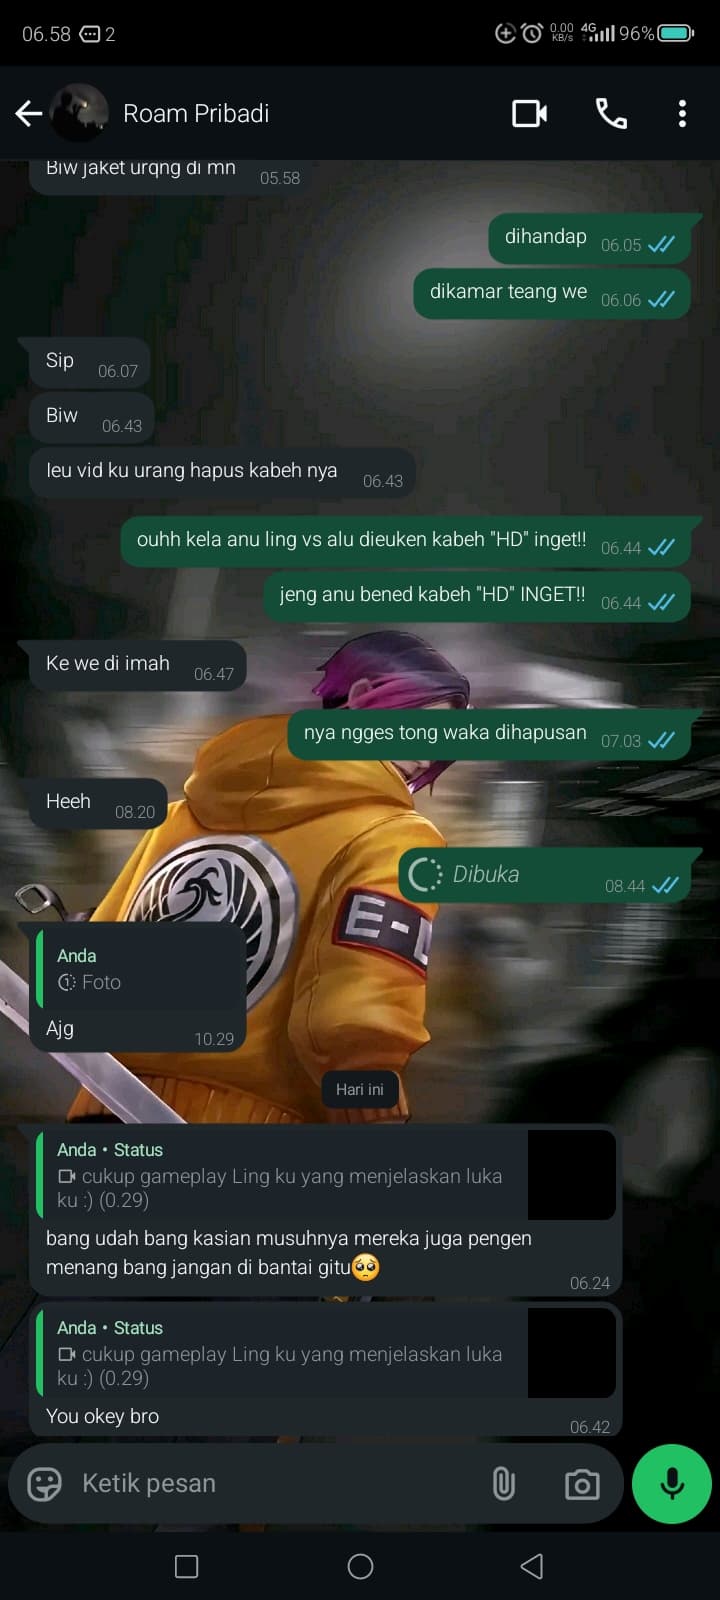 06.58 2 0.00 KB/s 4G 96%
Roam Pribadi
Biw jaket urqng di mn 05.58
dihandap 06.05
dikamar teang we 06.06
Sip 06.07
Biw 06.43
Ieu vid ku urang hapus kabeh nya 06.43
ouhh kela anu ling vs alu dieuken kabeh "HD" inget!! 06.44
jeng anu bened kabeh "HD" INGET!! 06.44
Ke we di imah 06.47
nya ngges tong waka dihapusan 07.03
Heeh 08.20
Dibuka 08.44
E-
Anda
1 Foto
Ajg 10.29
Hari ini
Anda • Status
cukup gameplay Ling ku yang menjelaskan luka
ku :) (0.29)
bang udah bang kasian musuhnya mereka juga pengen
menang bang jangan di bantai gitu🥺 06.24
Anda • Status
cukup gameplay Ling ku yang menjelaskan luka
ku :) (0.29)
You okey bro 06.42
Ketik pesan